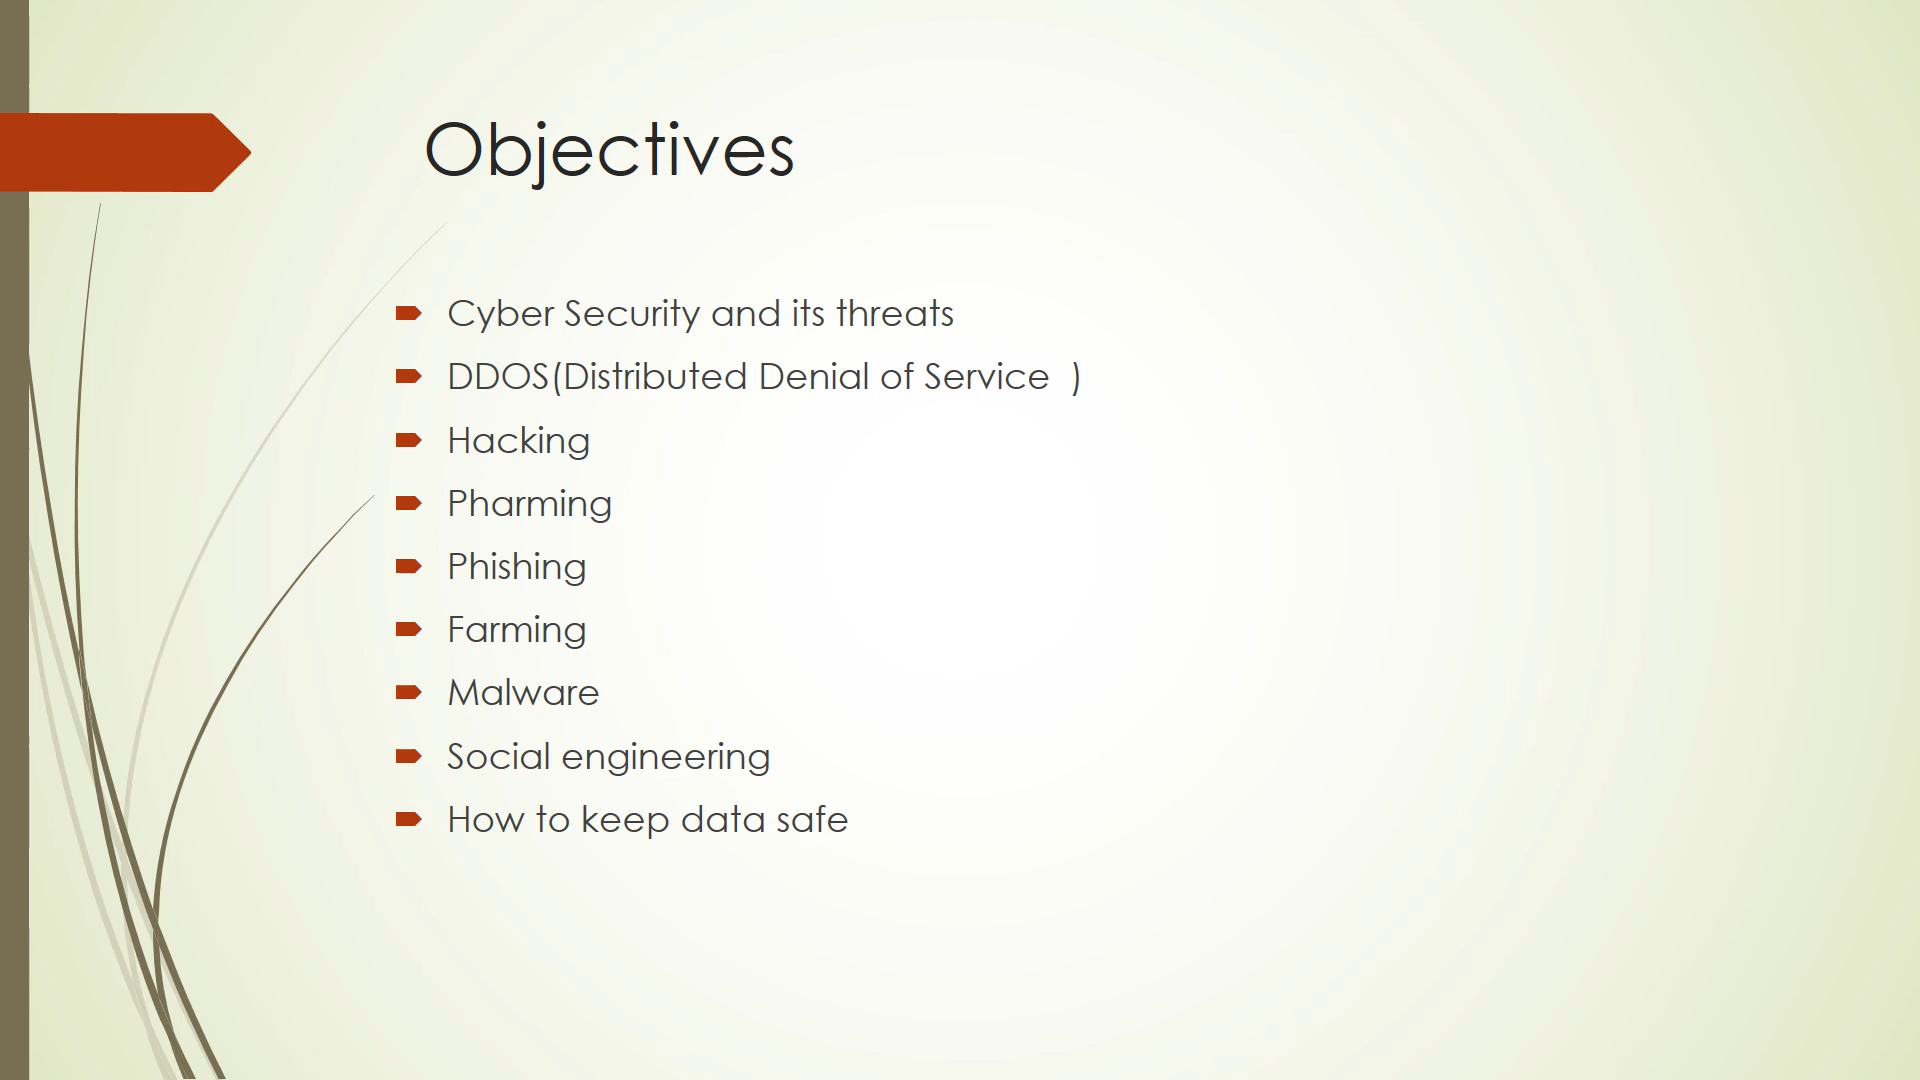 Objectives
Cyber Security and its threats
DDOS(Distributed Denial of Service  )
Hacking
Pharming
Phishing
Farming
Malware
Social engineering
How to keep data safe